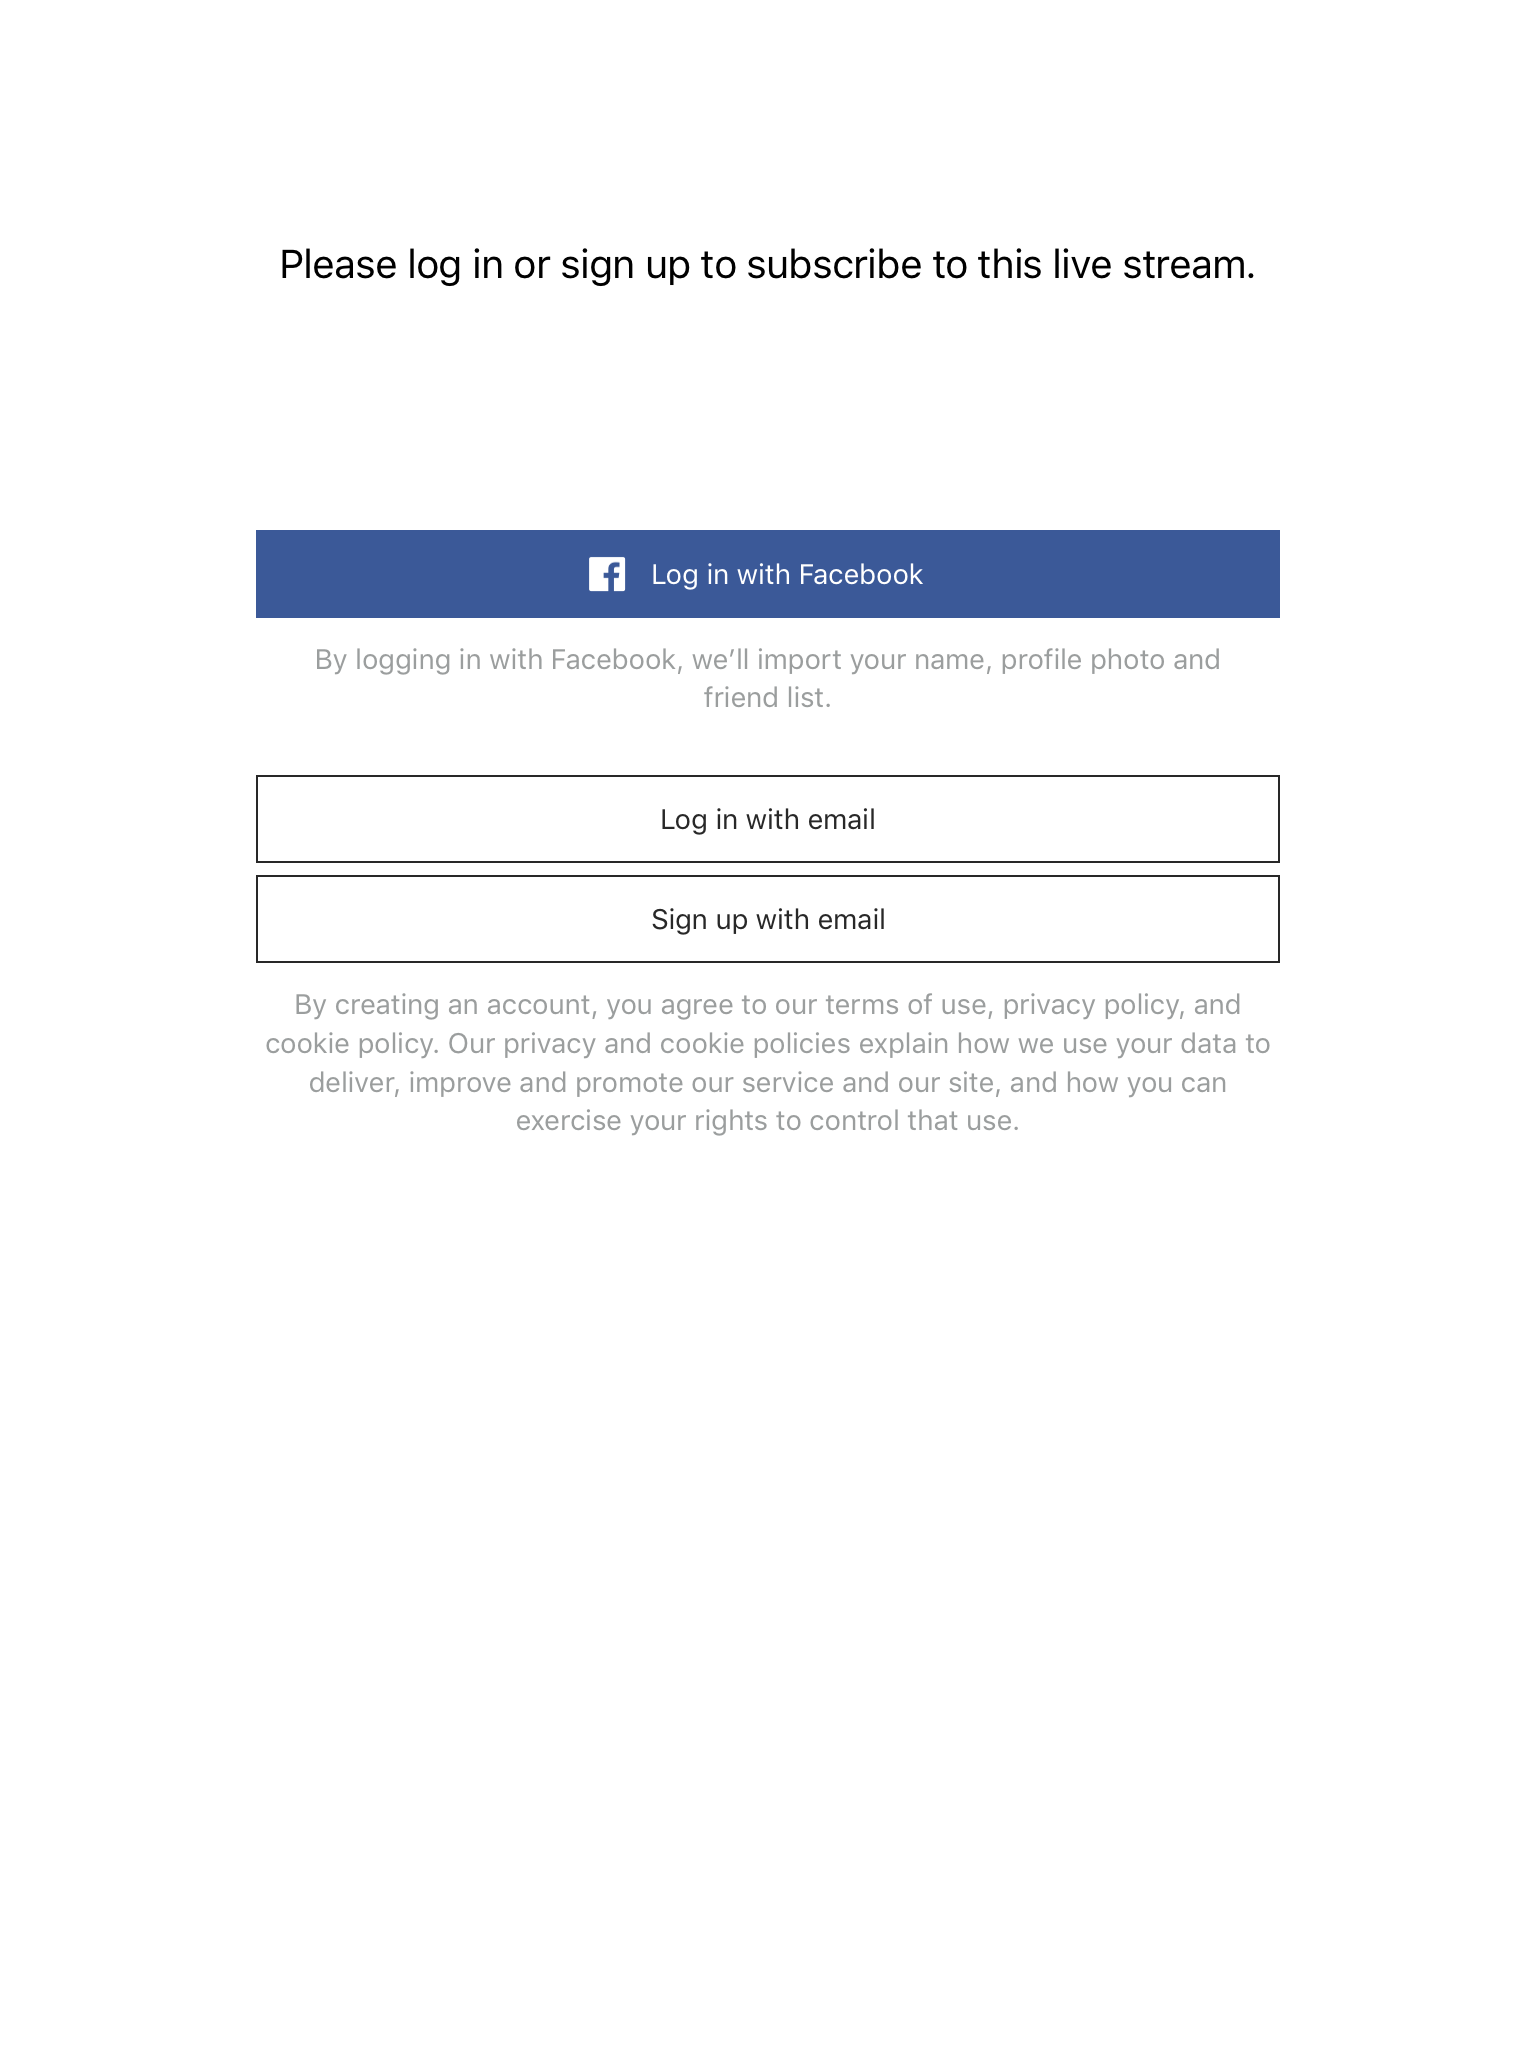 Please log in or sign up to subscribe to this live stream.
Log in with Facebook
By logging in with Facebook, we’ll import your name, profile photo and
friend list.
Log in with email
Sign up with email
By creating an account, you agree to our terms of use, privacy policy, and
cookie policy. Our privacy and cookie policies explain how we use your data to
deliver, improve and promote our service and our site, and how you can
exercise your rights to control that use.